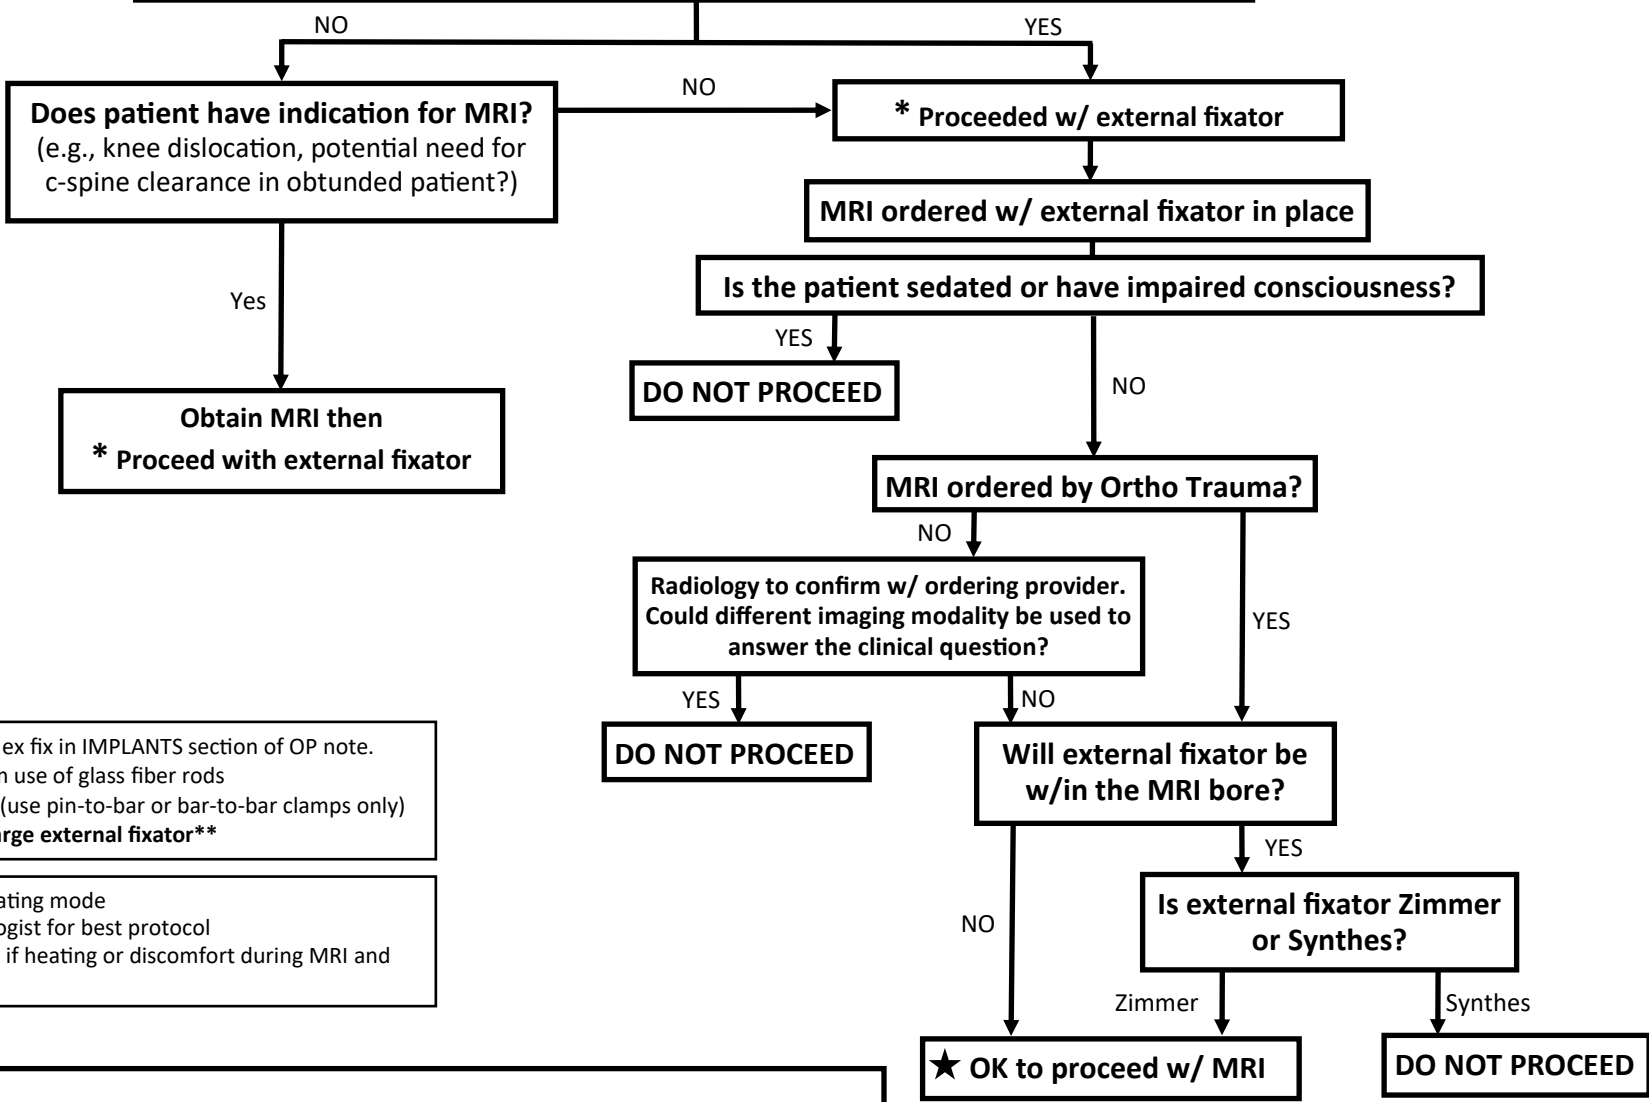 NO
YES
Does patient have indication for MRI?
(e.g., knee dislocation, potential need for
c-spine clearance in obtunded patient?)
NO
* Proceeded w/ external fixator
MRI ordered w/ external fixator in place
Is the patient sedated or have impaired consciousness?
Yes
YES
DO NOT PROCEED
NO
Obtain MRI then
* Proceed with external fixator
MRI ordered by Ortho Trauma?
NO
Radiology to confirm w/ ordering provider.
Could different imaging modality be used to
answer the clinical question?
YES
YES
NO
DO NOT PROCEED
Will external fixator be
w/in the MRI bore?
ex fix in IMPLANTS section of OP note.
use of glass fiber rods
(use pin-to-bar or bar-to-bar clamps only)
external fixator**
YES
mode
for best protocol
if heating or discomfort during MRI and
NO
Is external fixator Zimmer
or Synthes?
Zimmer
Synthes
★ OK to proceed w/ MRI
DO NOT PROCEED